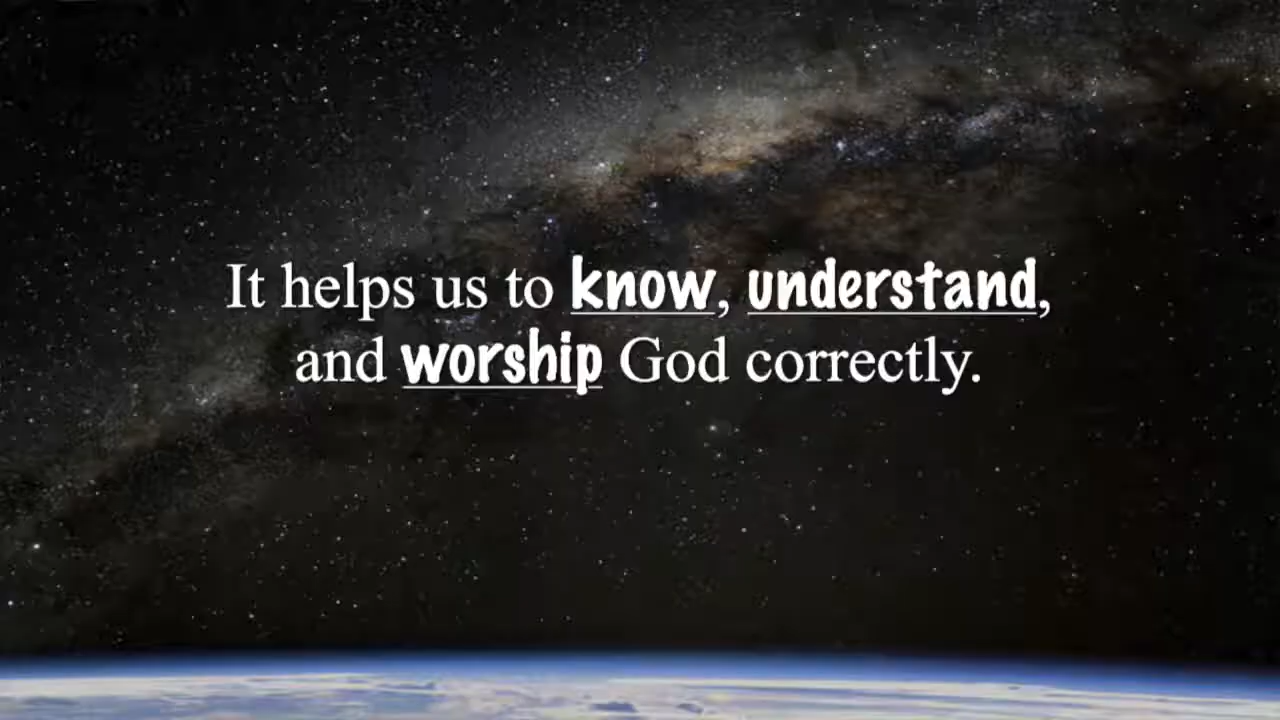 It helps us to know, understand,
and worship God correctly.